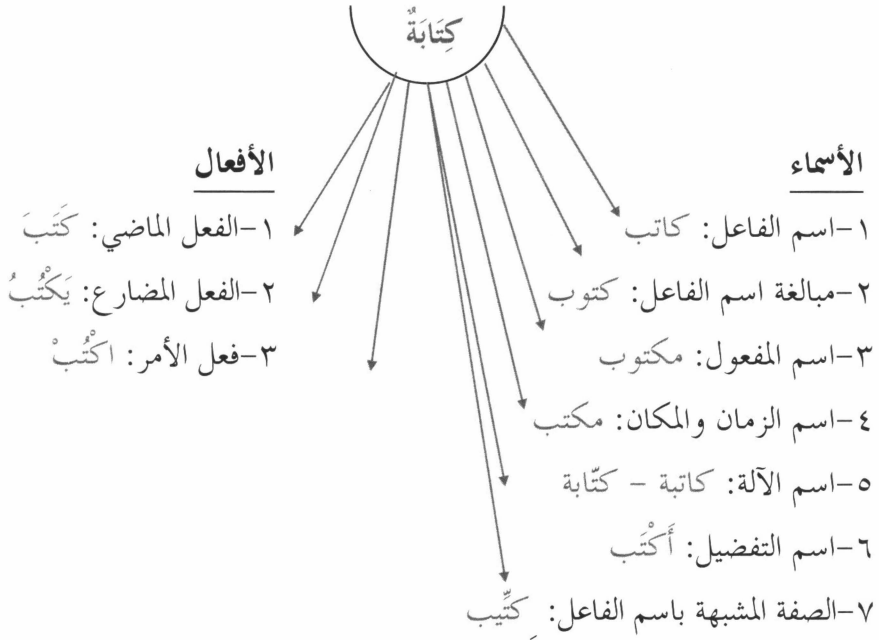 كِتَابَةٌ
الأسماء
١-اسم الفاعل: كاتب
٢-مبالغة اسم الفاعل: كتوب
٣-اسم المفعول: مكتوب
٤-اسم الزمان والمكان: مكتب
٥-اسم الآلة: كاتبة - كتّابة
٦-اسم التفضيل: أَكْتَب
٧-الصفة المشبهة باسم الفاعل: كِتِّيب
الأفعال
١-الفعل الماضي: كَتَبَ
٢-الفعل المضارع: يَكْتُبُ
٣-فعل الأمر: اكْتُبْ